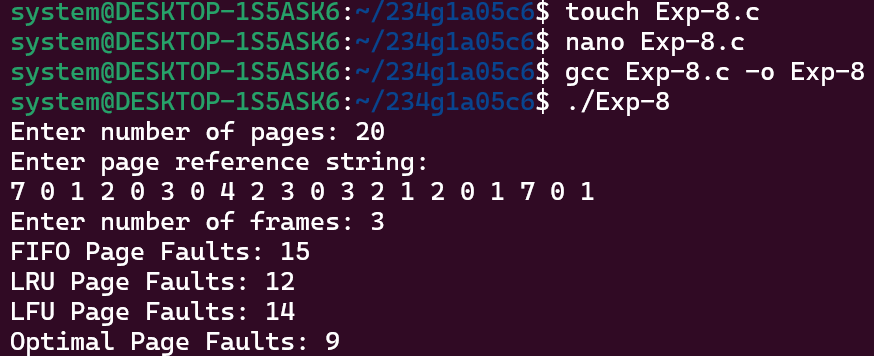 system@DESKTOP-1S5ASK6:~/234g1a05c6$ touch Exp-8.c
system@DESKTOP-1S5ASK6:~/234g1a05c6$ nano Exp-8.c
system@DESKTOP-1S5ASK6:~/234g1a05c6$ gcc Exp-8.c -o Exp-8
system@DESKTOP-1S5ASK6:~/234g1a05c6$ ./Exp-8
Enter number of pages: 20
Enter page reference string:
7 0 1 2 0 3 0 4 2 3 0 3 2 1 2 0 1 7 0 1
Enter number of frames: 3
FIFO Page Faults: 15
LRU Page Faults: 12
LFU Page Faults: 14
Optimal Page Faults: 9